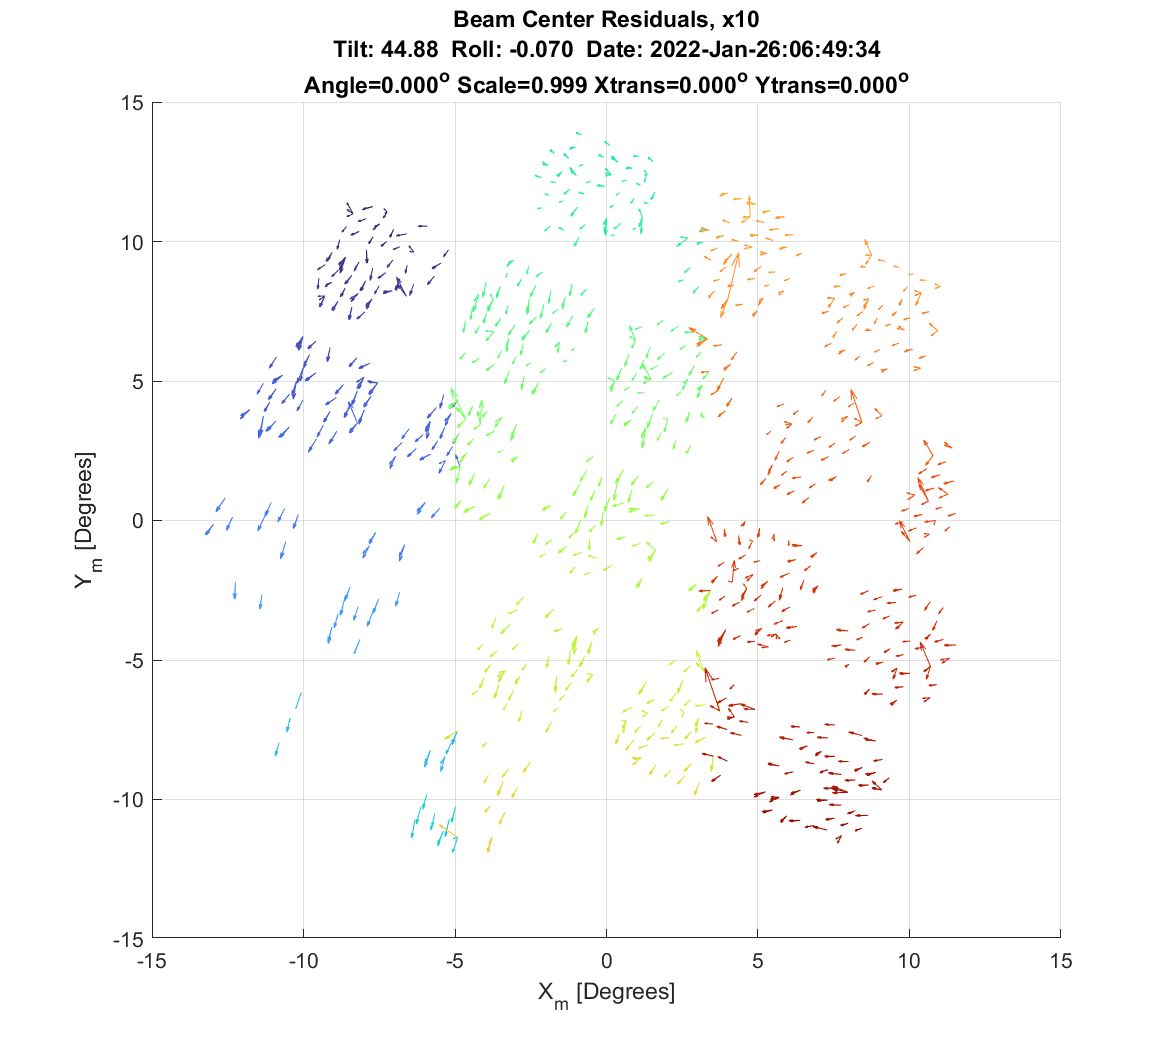 Beam Center Residuals, x10
Tilt: 44.88 Roll: -0.070 Date: 2022-Jan-26:06:49:34
Angle=0.000° Scale=0.999 Xtrans=0.000° Ytrans=0.000°
15
10
5
0
-5
-10
-15
Y_m [Degrees]
-15 -10 -5 0 5 10 15
X_m [Degrees]